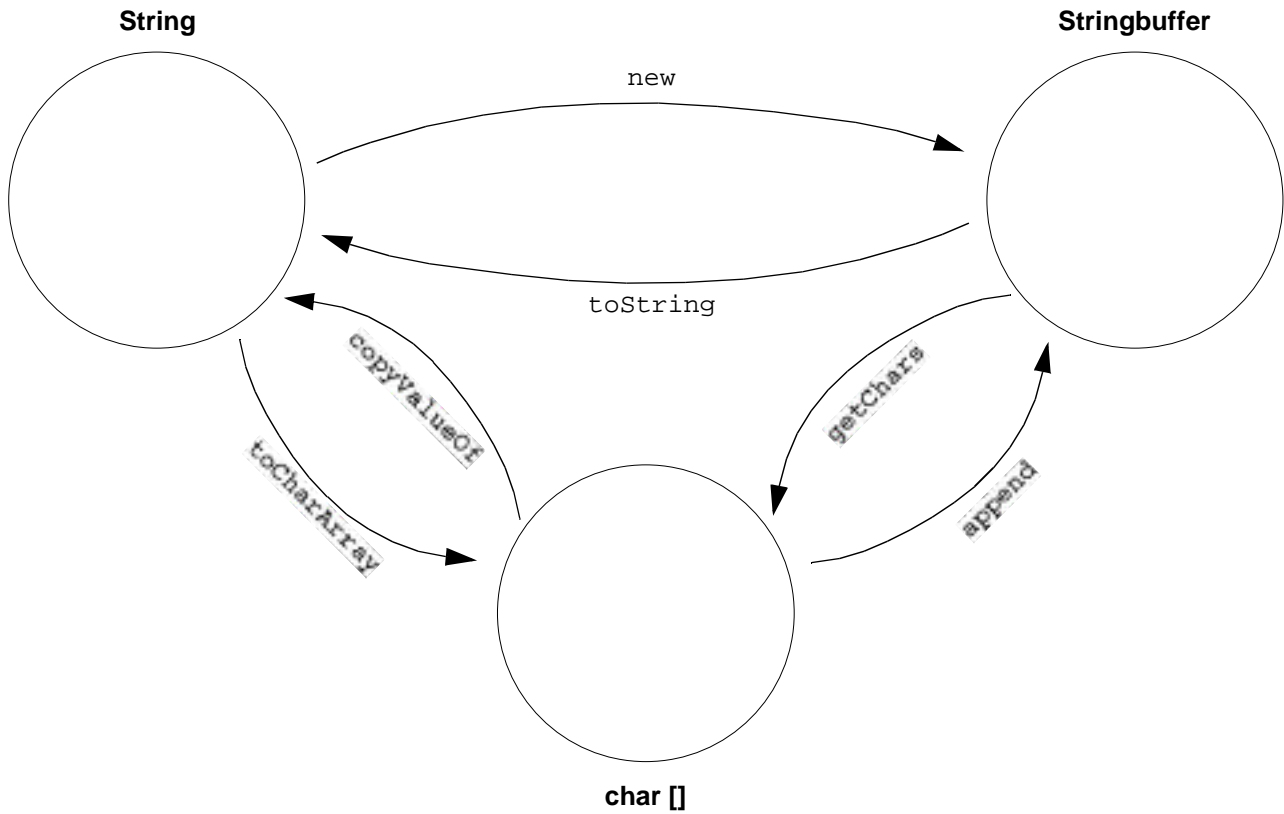 String
Stringbuffer
new
toString
copyValueOf
getChars
toCharArray
append
char []